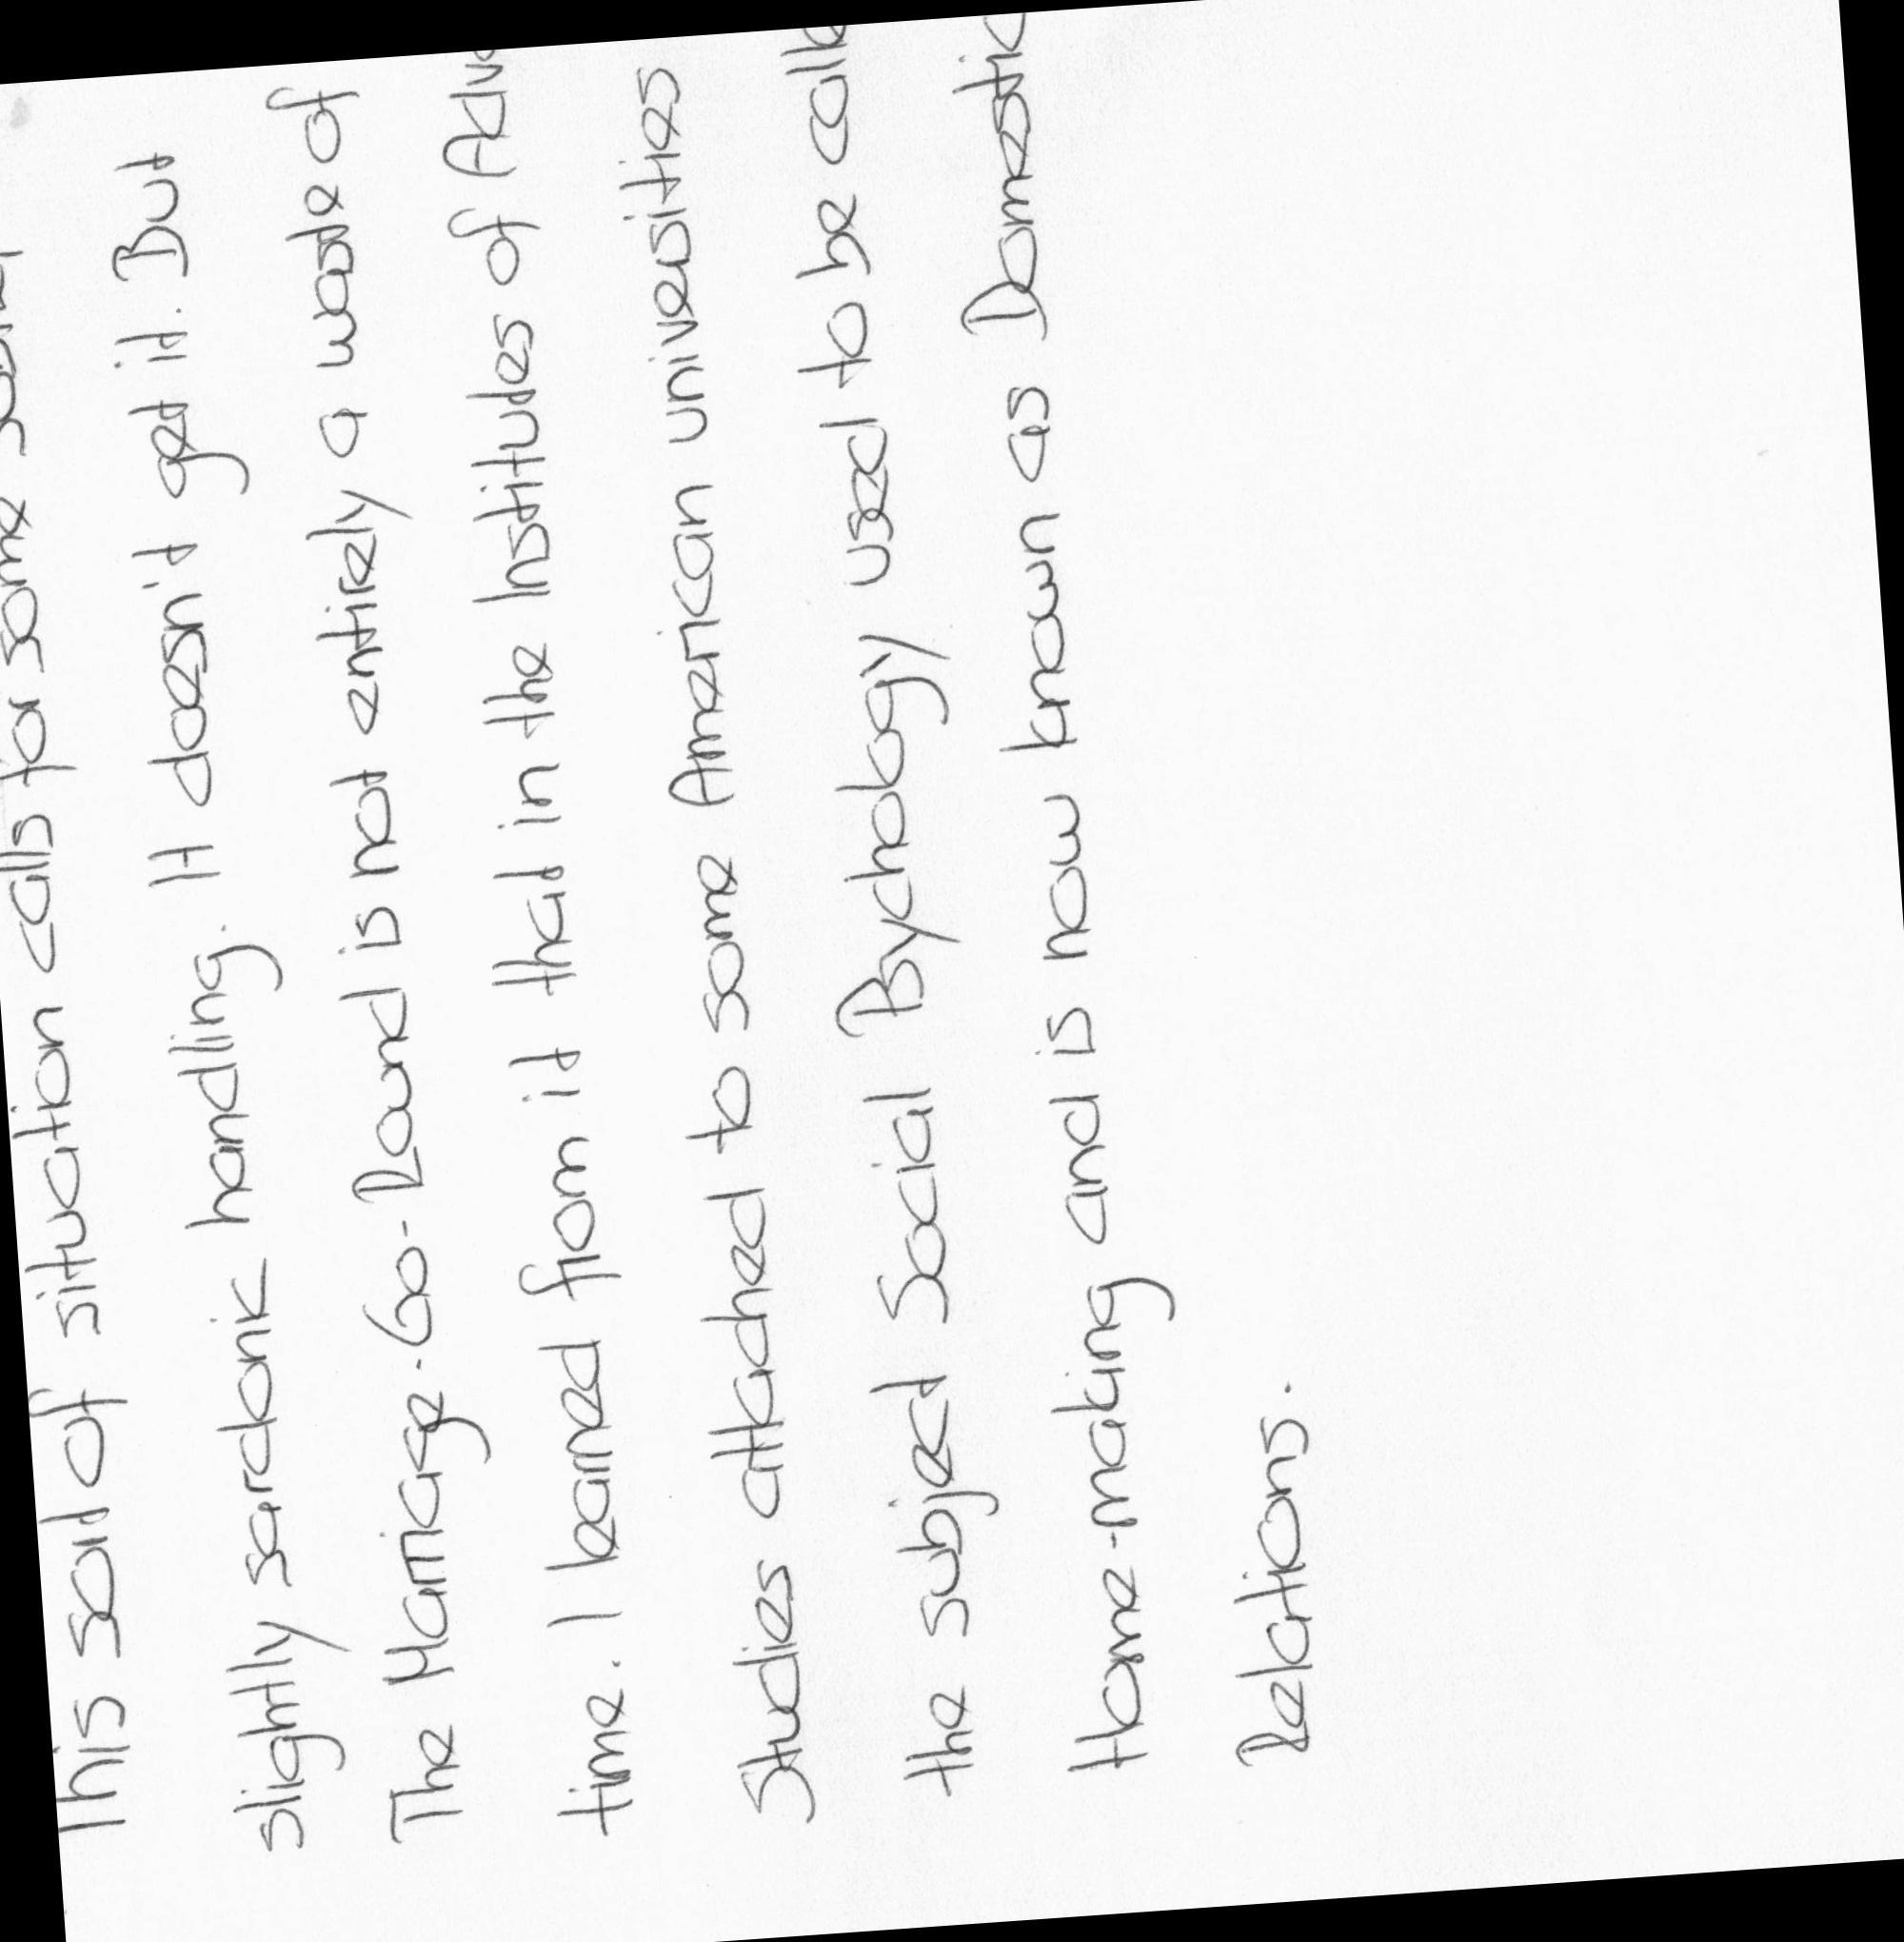 This sort of situation calls for some
slightly sardonic handling. It doesn't get it. But
The Marriage-Go-Round is not entirely a waste of
time. I learned from it that in the Institutes of Adv
Studies attached to some American universities
the subject Social Psychology used to be calle
Home-making and is now known as Domestic
Relations.